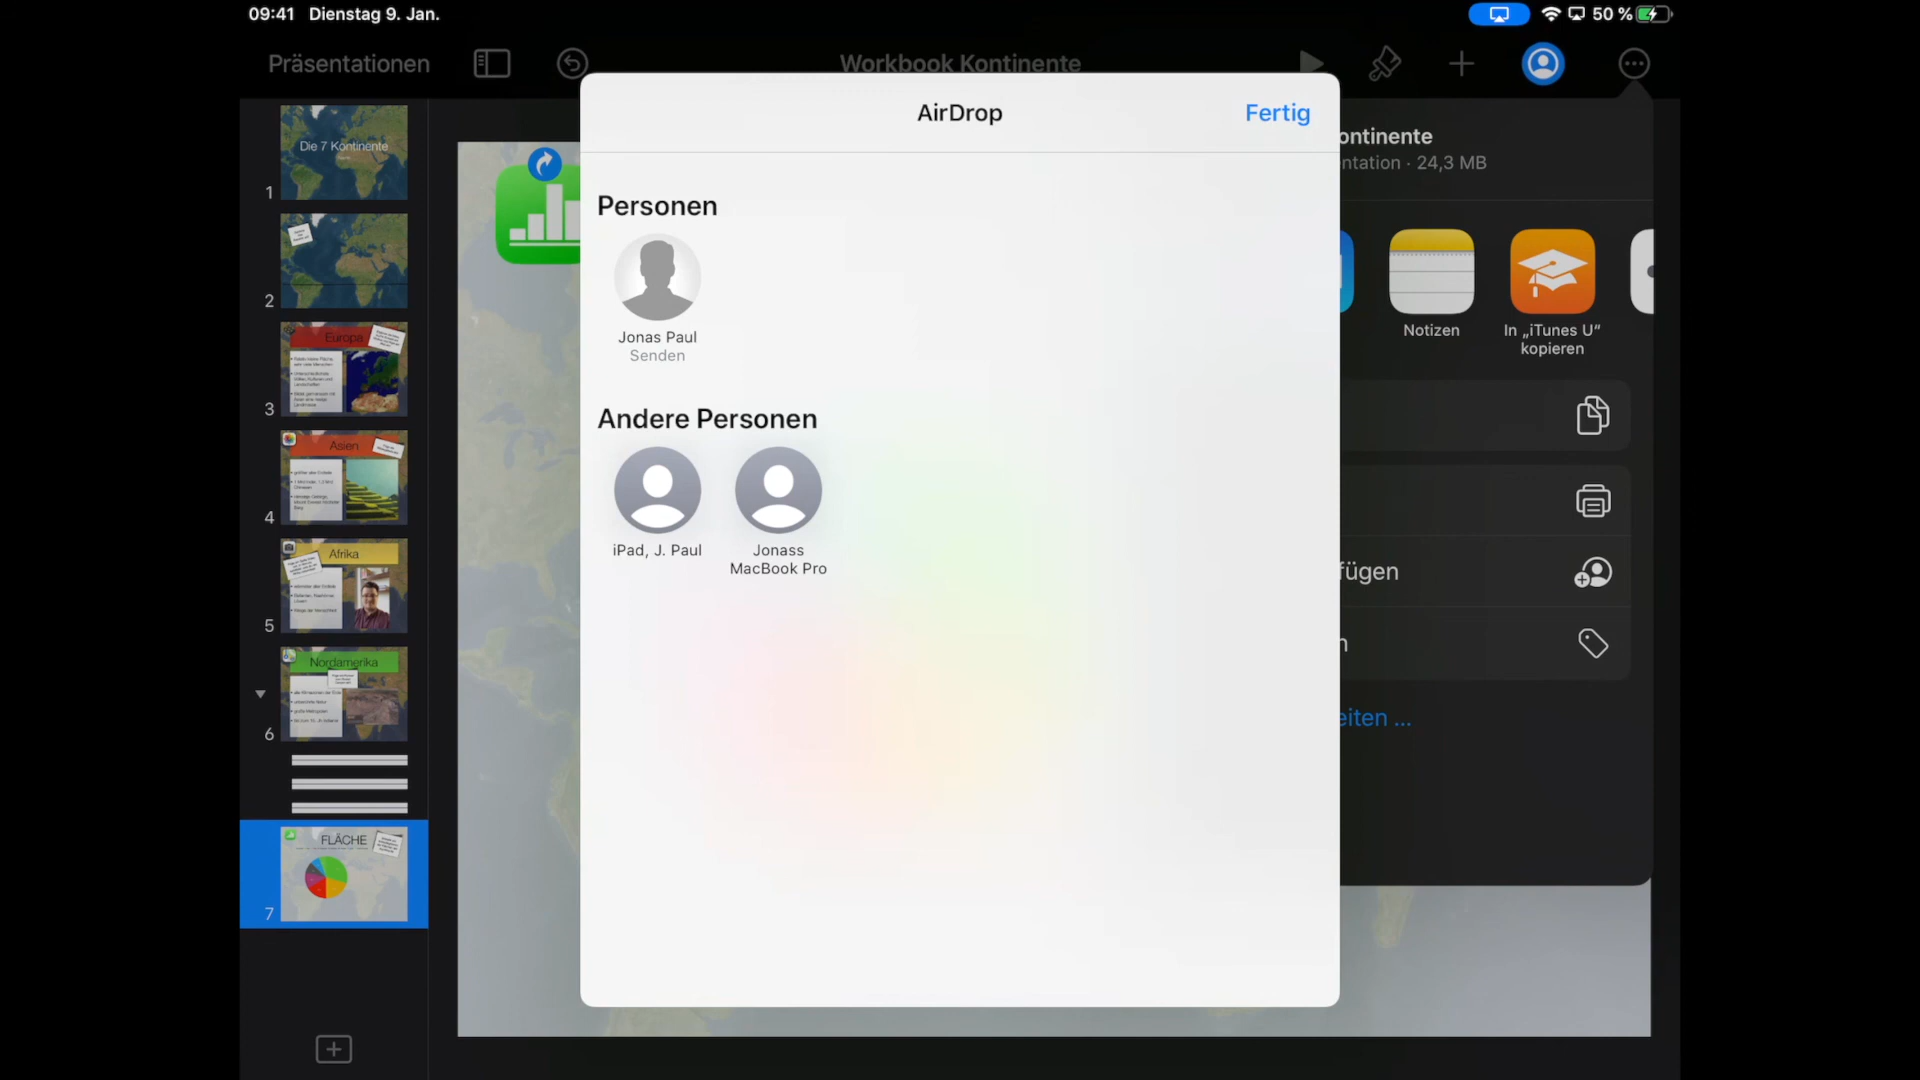 09:41 Dienstag 9. Jan.
50 %
Präsentationen
Workbook Kontinente
AirDrop
Fertig
Personen
Jonas Paul
Senden
Andere Personen
iPad, J. Paul
Jonass
MacBook Pro
ontinente
ntation · 24,3 MB
Notizen
In „iTunes U“
kopieren
fügen
n
eiten ...
Die 7 Kontinente
1
2
Europa
3
Asien
4
Afrika
5
Nordamerika
6
FLÄCHE
7